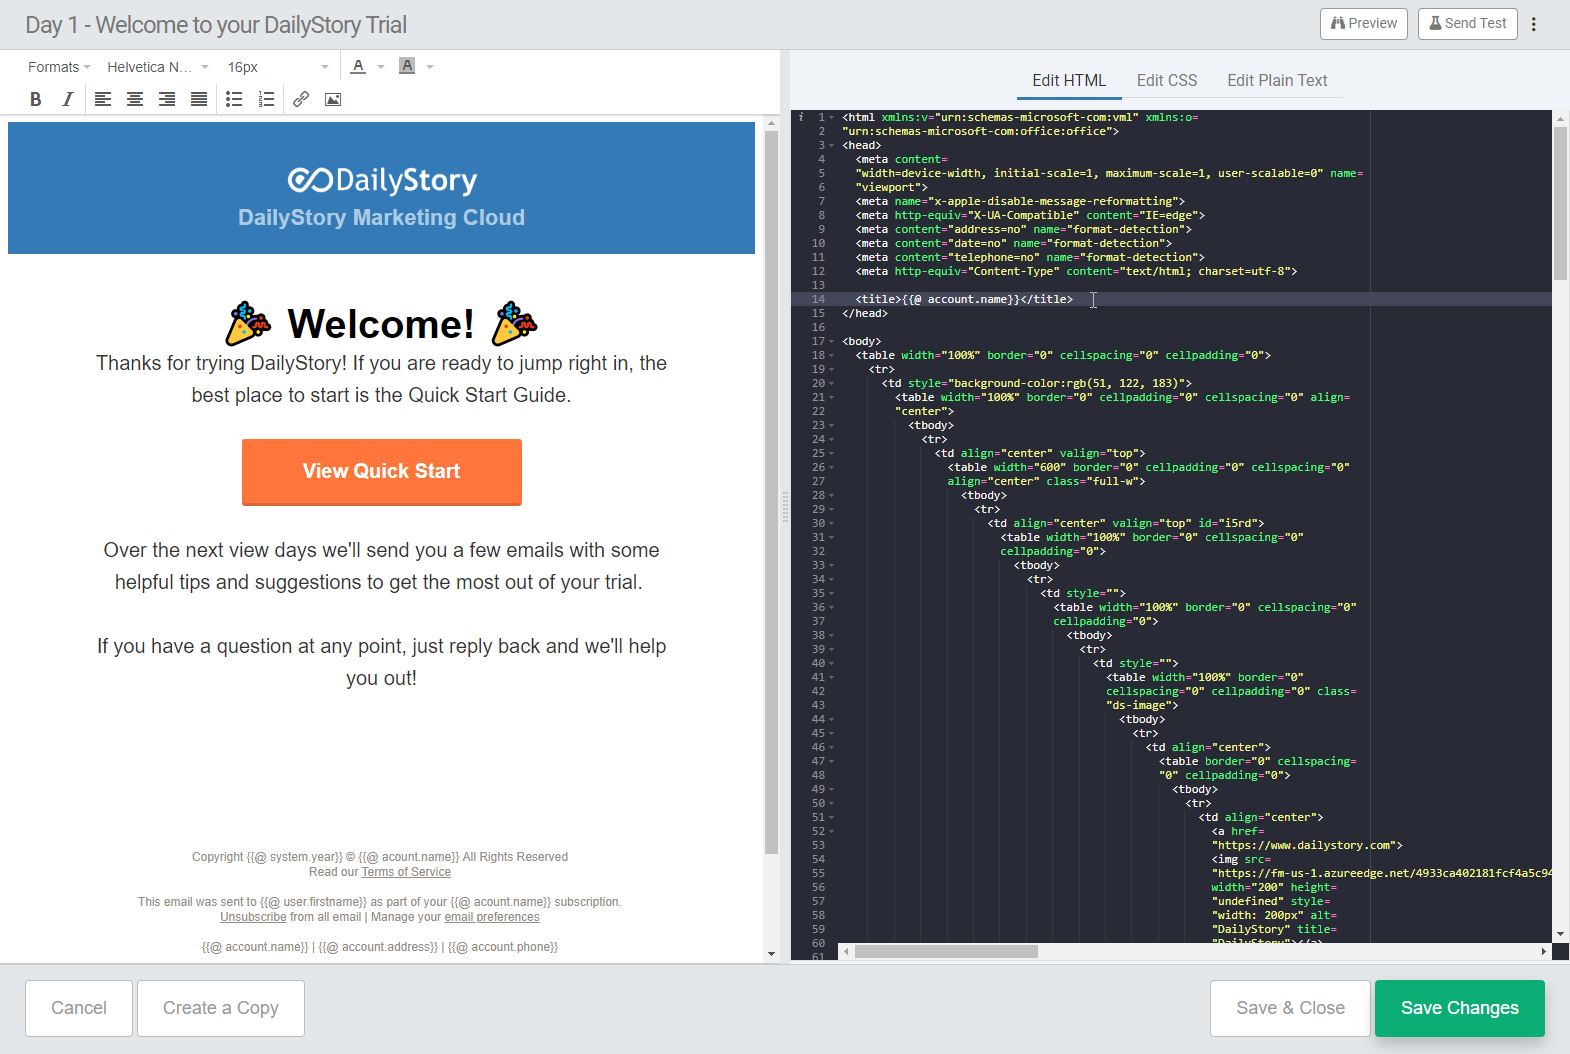 Day 1 - Welcome to your DailyStory Trial
Preview
Send Test
Formats
Helvetica N...
16px
A
A
B
I
DailyStory
DailyStory Marketing Cloud
Welcome!
Thanks for trying DailyStory! If you are ready to jump right in, the
best place to start is the Quick Start Guide.
View Quick Start
Over the next view days we'll send you a few emails with some
helpful tips and suggestions to get the most out of your trial.
If you have a question at any point, just reply back and we'll help
you out!
Copyright {{@ system.year}} © {{@ acount.name}} All Rights Reserved
Read our Terms of Service
This email was sent to {{@ user.firstname}} as part of your {{@ acount.name}} subscription.
Unsubscribe from all email | Manage your email preferences
{{@ account.name}} | {{@ account.address}} | {{@ account.phone}}
Edit HTML
Edit CSS
Edit Plain Text
i 1 <html xmlns:v="urn:schemas-microsoft-com:vml" xmlns:o=
2 "urn:schemas-microsoft-com:office:office">
3 <head>
4 <meta content=
5 "width=device-width, initial-scale=1, maximum-scale=1, user-scalable=0" name=
6 "viewport">
7 <meta name="x-apple-disable-message-reformatting">
8 <meta http-equiv="X-UA-Compatible" content="IE=edge">
9 <meta content="address=no" name="format-detection">
10 <meta content="date=no" name="format-detection">
11 <meta content="telephone=no" name="format-detection">
12 <meta http-equiv="Content-Type" content="text/html; charset=utf-8">
13
14 <title>{{@ account.name}}</title>
15 </head>
16
17 <body>
18 <table width="100%" border="0" cellspacing="0" cellpadding="0">
19 <tr>
20 <td style="background-color:rgb(51, 122, 183)">
21 <table width="100%" border="0" cellpadding="0" cellspacing="0" align=
22 "center">
23 <tbody>
24 <tr>
25 <td align="center" valign="top">
26 <table width="600" border="0" cellpadding="0" cellspacing="0"
27 align="center" class="full-w">
28 <tbody>
29 <tr>
30 <td align="center" valign="top" id="i5rd">
31 <table width="100%" border="0" cellspacing="0"
32 cellpadding="0">
33 <tbody>
34 <tr>
35 <td style="">
36 <table width="100%" border="0" cellspacing="0"
37 cellpadding="0">
38 <tbody>
39 <tr>
40 <td style="">
41 <table width="100%" border="0"
42 cellspacing="0" cellpadding="0" class=
43 "ds-image">
44 <tbody>
45 <tr>
46 <td align="center">
47 <table border="0" cellspacing=
48 "0" cellpadding="0">
49 <tbody>
50 <tr>
51 <td align="center">
52 <a href=
53 "https://www.dailystory.com">
54 <img src=
55 "https://fm-us-1.azureedge.net/4933ca402181fcf4a5c94
56 width="200" height=
57 "undefined" style=
58 "width: 200px" alt=
59 "DailyStory" title=
60 "DailyStory"></a>
61
Cancel
Create a Copy
Save & Close
Save Changes